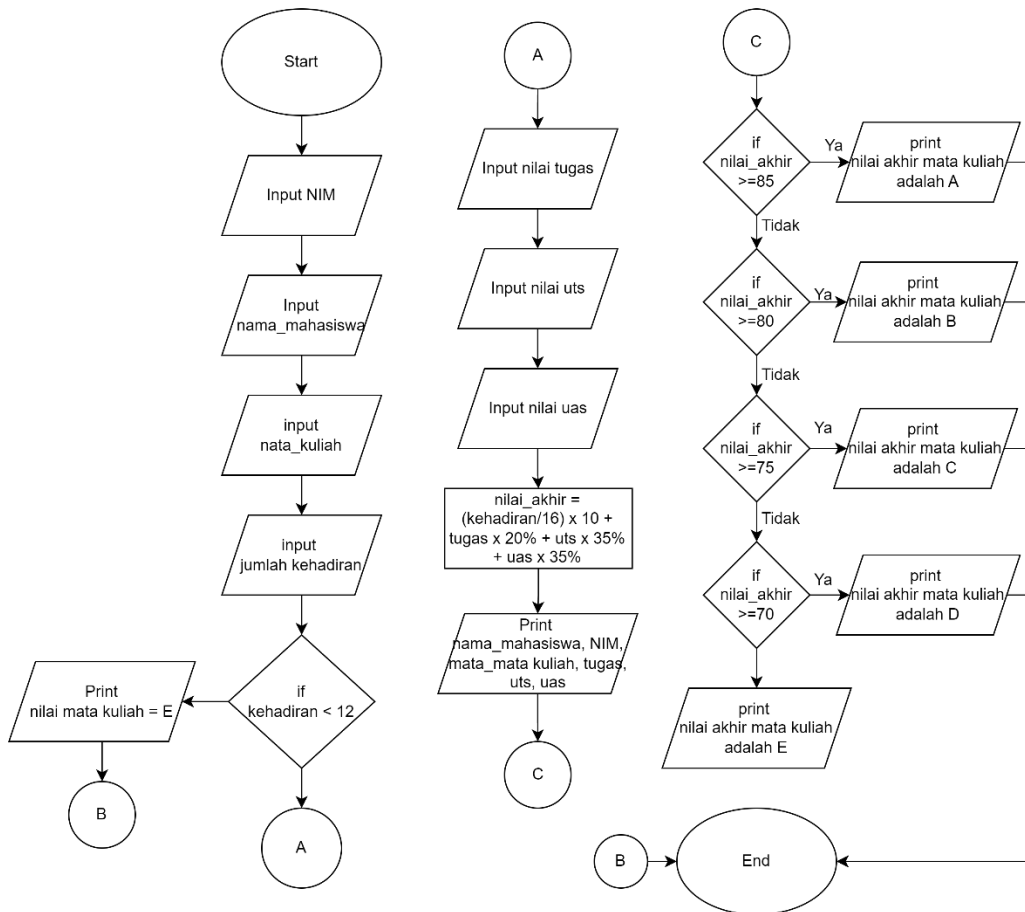 Start
Input NIM
Input
nama_mahasiswa
input
nata_kuliah
input
jumlah kehadiran
if
kehadiran < 12
Print
nilai mata kuliah = E
B
A
A
Input nilai tugas
Input nilai uts
Input nilai uas
nilai_akhir =
(kehadiran/16) x 10 +
tugas x 20% + uts x 35%
+ uas x 35%
Print
nama_mahasiswa, NIM,
mata_mata kuliah, tugas,
uts, uas
C
C
if
nilai_akhir
>=85
Ya
print
nilai akhir mata kuliah
adalah A
Tidak
if
nilai_akhir
>=80
Ya
print
nilai akhir mata kuliah
adalah B
Tidak
if
nilai_akhir
>=75
Ya
print
nilai akhir mata kuliah
adalah C
Tidak
if
nilai_akhir
>=70
Ya
print
nilai akhir mata kuliah
adalah D
print
nilai akhir mata kuliah
adalah E
B
End